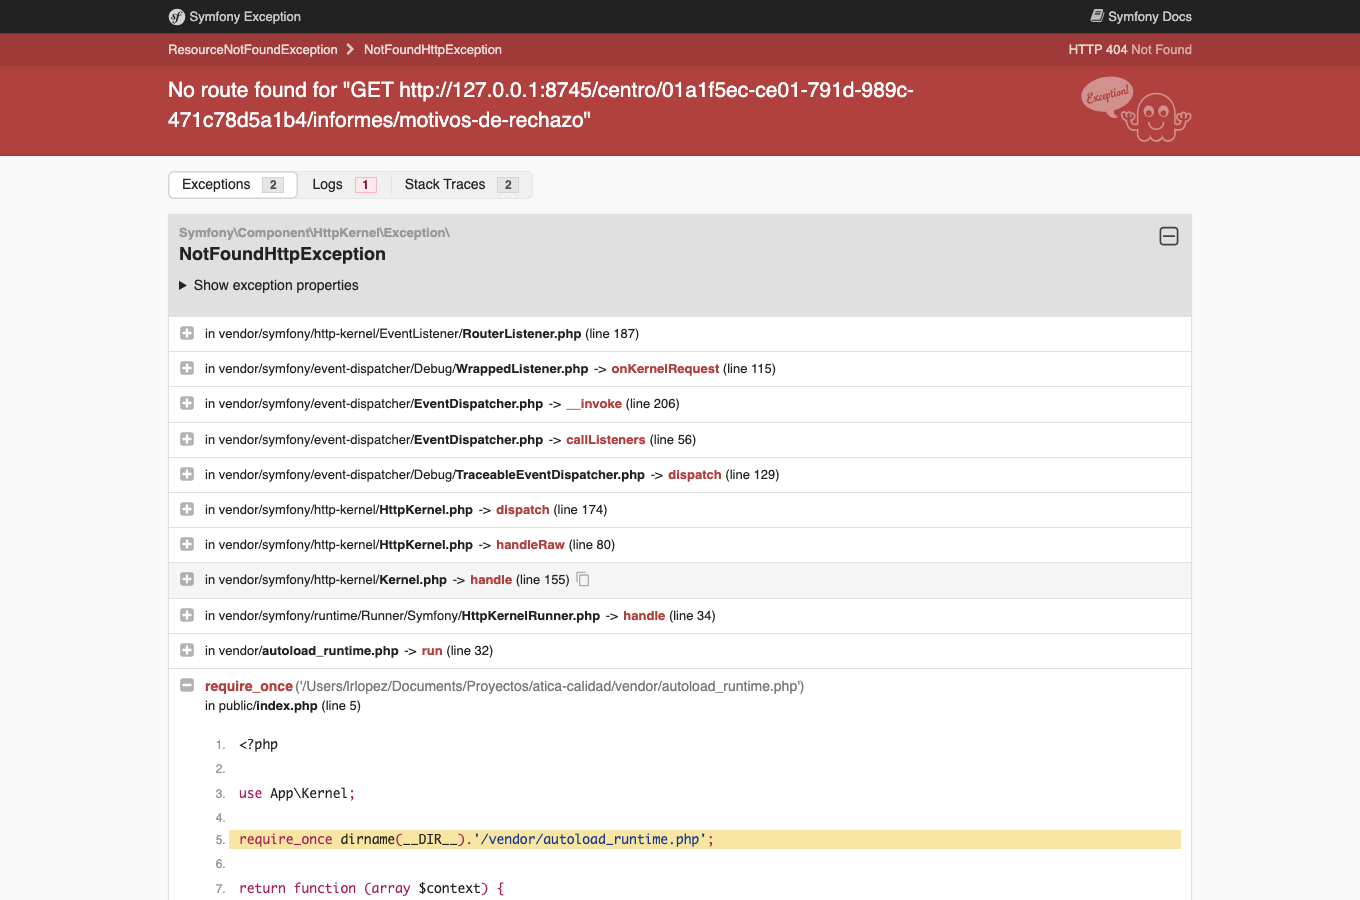 Symfony Exception
Symfony Docs
ResourceNotFoundException NotFoundHttpException
HTTP 404 Not Found
No route found for "GET http://127.0.0.1:8745/centro/01a1f5ec-ce01-791d-989c-
471c78d5a1b4/informes/motivos-de-rechazo"
Exception!
Exceptions 2 Logs 1 Stack Traces 2
Symfony\Component\HttpKernel\Exception\
NotFoundHttpException
Show exception properties
in vendor/symfony/http-kernel/EventListener/RouterListener.php (line 187)
in vendor/symfony/event-dispatcher/Debug/WrappedListener.php -> onKernelRequest (line 115)
in vendor/symfony/event-dispatcher/EventDispatcher.php -> __invoke (line 206)
in vendor/symfony/event-dispatcher/EventDispatcher.php -> callListeners (line 56)
in vendor/symfony/event-dispatcher/Debug/TraceableEventDispatcher.php -> dispatch (line 129)
in vendor/symfony/http-kernel/HttpKernel.php -> dispatch (line 174)
in vendor/symfony/http-kernel/HttpKernel.php -> handleRaw (line 80)
in vendor/symfony/http-kernel/Kernel.php -> handle (line 155)
in vendor/symfony/runtime/Runner/Symfony/HttpKernelRunner.php -> handle (line 34)
in vendor/autoload_runtime.php -> run (line 32)
require_once('/Users/lrlopez/Documents/Proyectos/atica-calidad/vendor/autoload_runtime.php')
in public/index.php (line 5)
1. <?php
2.
3. use App\Kernel;
4.
5. require_once dirname(__DIR__).'/vendor/autoload_runtime.php';
6.
7. return function (array $context) {